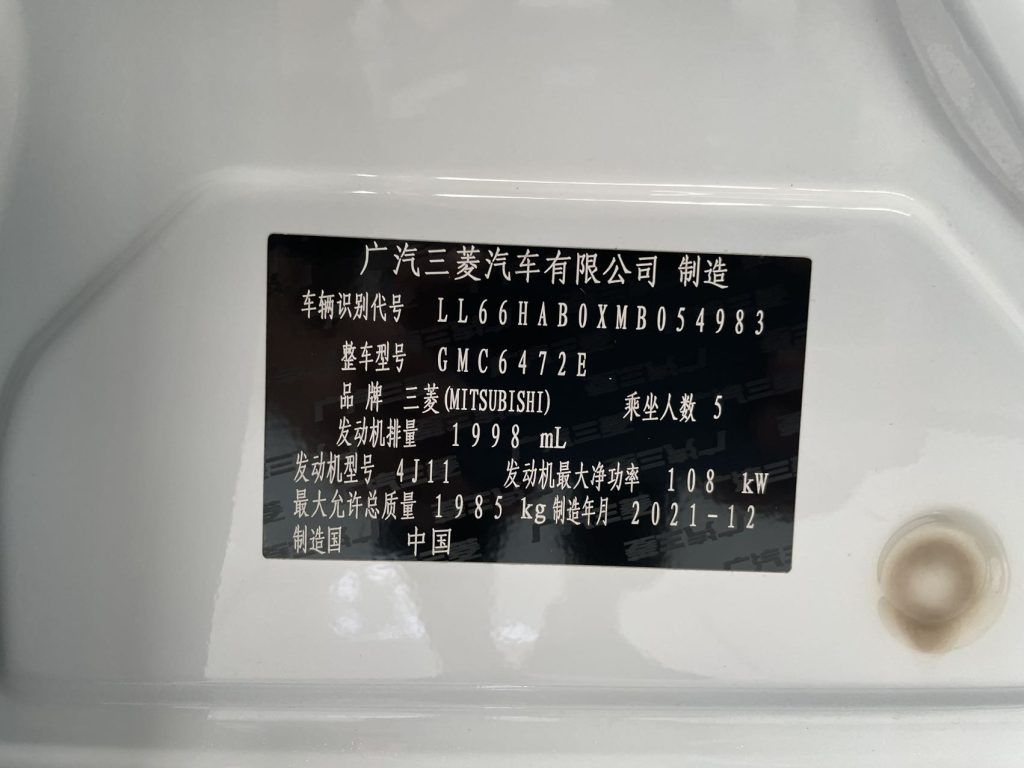 广汽三菱汽车有限公司 制造
车辆识别代号 LL66HAB0XMB054983
整车型号 GMC6472E
品牌 三菱(MITSUBISHI) 乘坐人数 5
发动机排量 1998 mL
发动机型号 4J11 发动机最大净功率 108 kW
最大允许总质量 1985 kg 制造年月 2021-12
制造国 中国